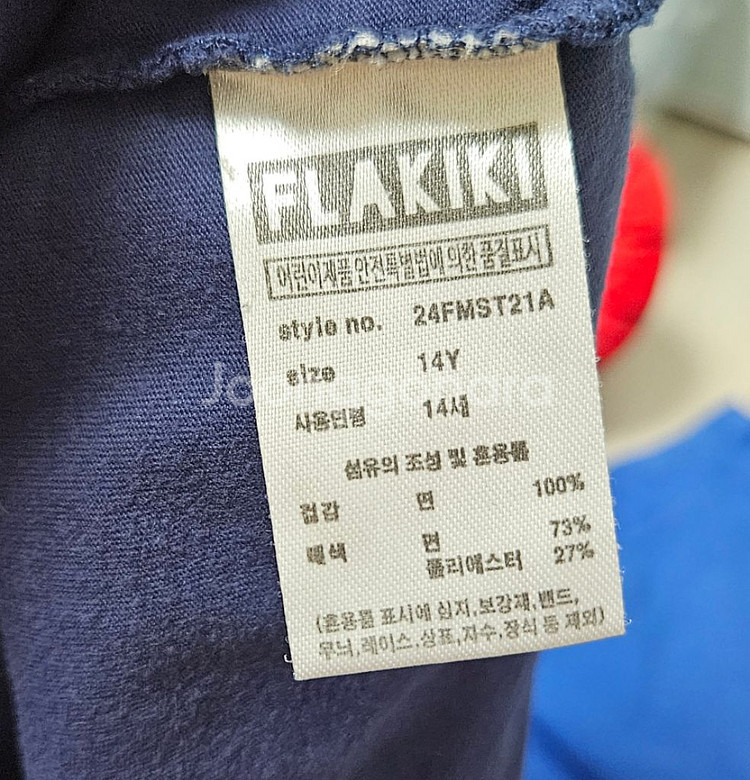 FLAKIKI
어린이제품 안전특별법에 의한 품질표시
style no. 24FMST21A
size 14Y
사용연령 14세
섬유의 조성 및 혼용률
겉감 면 100%
배색 면 73%
폴리에스터 27%
(혼용률 표시에 심지,보강재,밴드,
무늬,레이스,상표,자수,장식 등 제외)